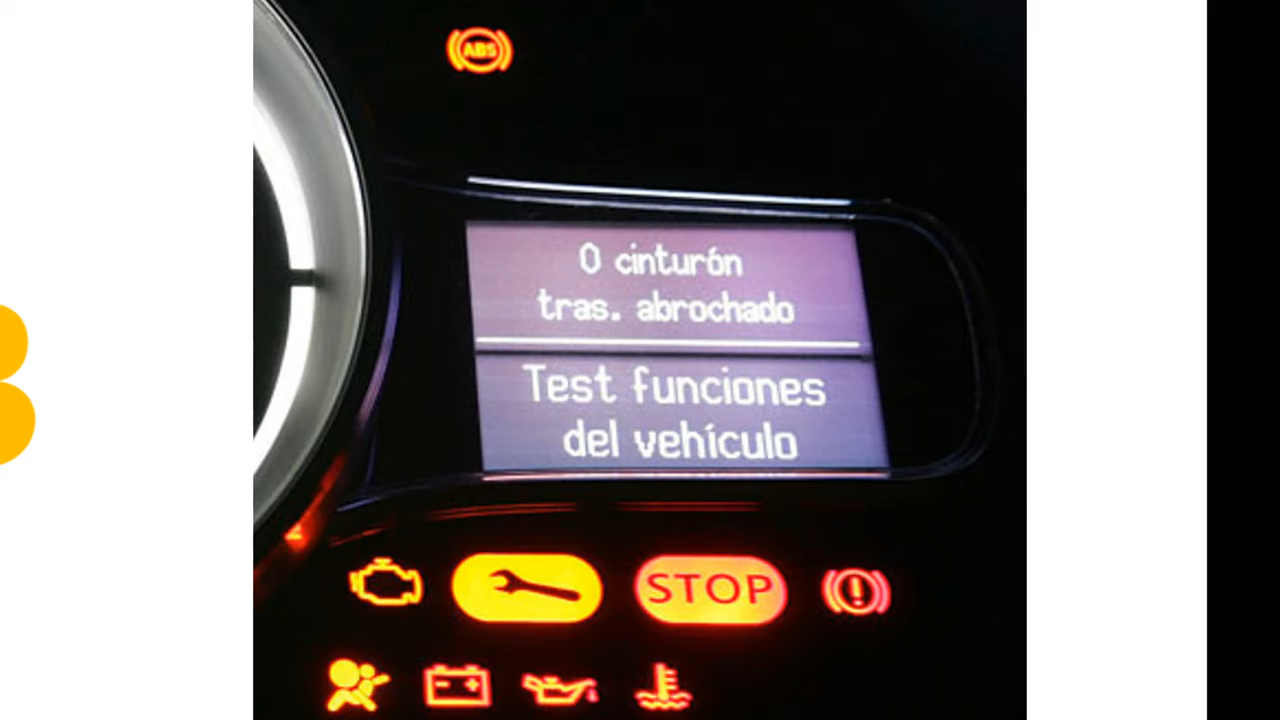 ABS
0 cinturón
tras. abrochado
Test funciones
del vehículo
STOP